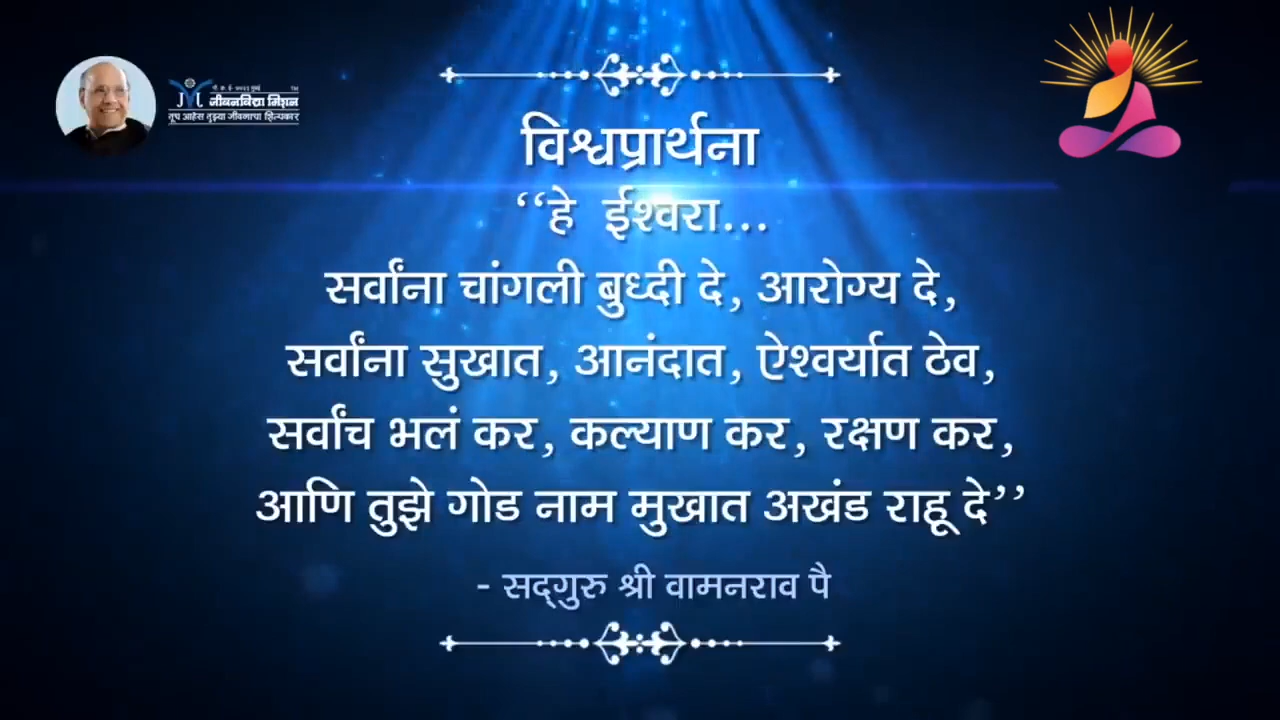 जीवनविद्या मिशन
तूच आहेस तुझ्या जीवनाचा शिल्पकार
विश्वप्रार्थना
‘‘हे ईश्वरा...
सर्वांना चांगली बुध्दी दे, आरोग्य दे,
सर्वांना सुखात, आनंदात, ऐश्वर्यात ठेव,
सर्वांच भलं कर, कल्याण कर, रक्षण कर,
आणि तुझे गोड नाम मुखात अखंड राहू दे’’
- सद्‌गुरु श्री वामनराव पै